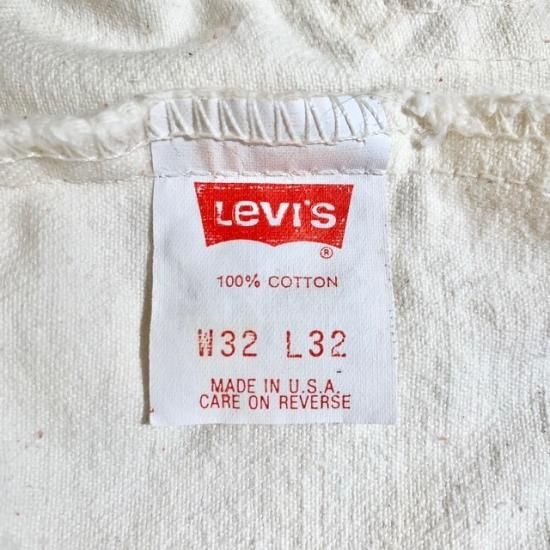 Levi's
®
100% COTTON
W32 L32
MADE IN U.S.A.
CARE ON REVERSE